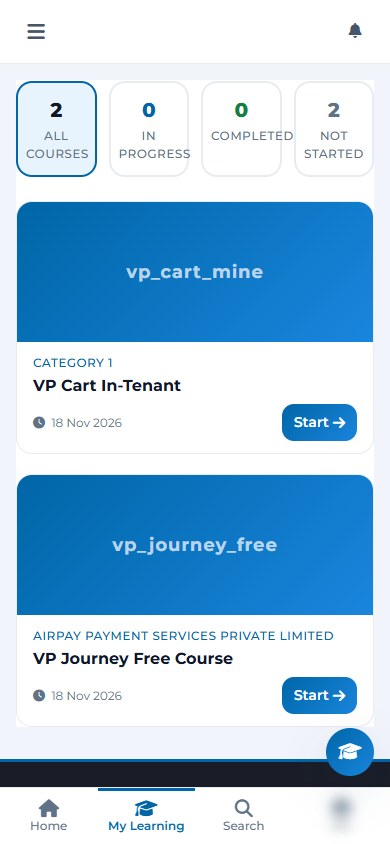 2
ALL
COURSES
0
IN
PROGRESS
0
COMPLETED
2
NOT
STARTED
vp_cart_mine
CATEGORY 1
VP Cart In-Tenant
18 Nov 2026
Start
vp_journey_free
AIRPAY PAYMENT SERVICES PRIVATE LIMITED
VP Journey Free Course
18 Nov 2026
Start
Home
My Learning
Search